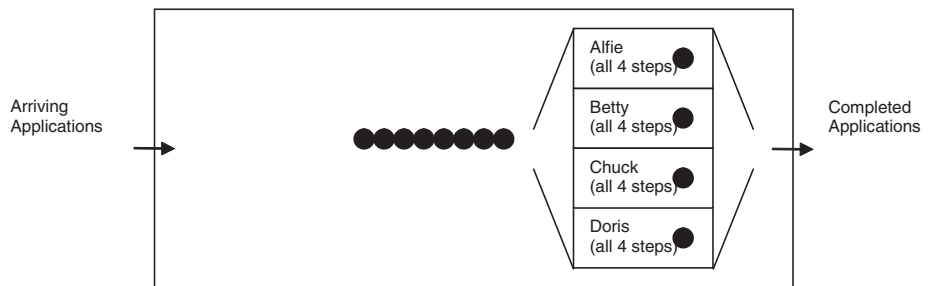 Arriving
Applications
Alfie
(all 4 steps)
Betty
(all 4 steps)
Chuck
(all 4 steps)
Doris
(all 4 steps)
Completed
Applications